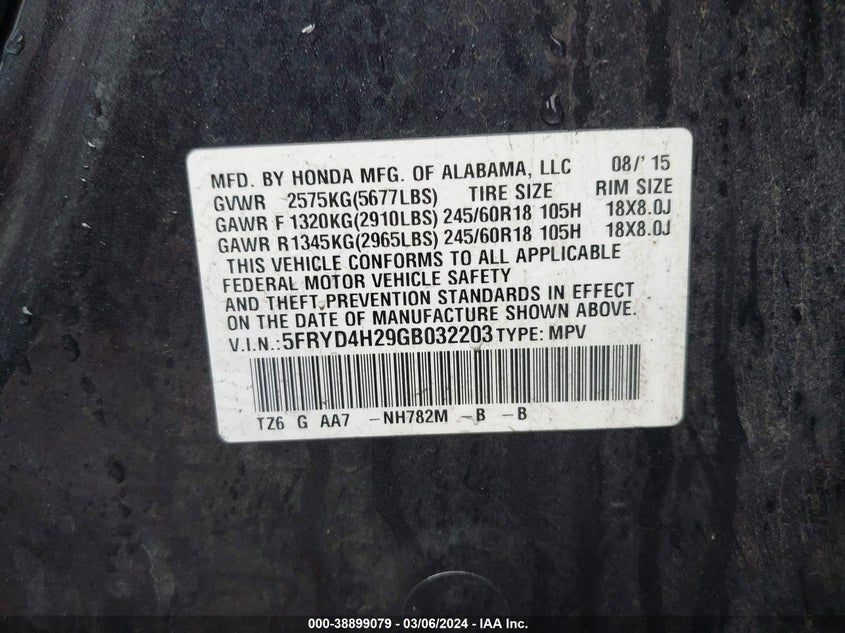 MFD. BY HONDA MFG. OF ALABAMA, LLC 08/'15
GVWR 2575KG(5677LBS) TIRE SIZE RIM SIZE
GAWR F 1320KG(2910LBS) 245/60R18 105H 18X8.0J
GAWR R1345KG(2965LBS) 245/60R18 105H 18X8.0J
THIS VEHICLE CONFORMS TO ALL APPLICABLE
FEDERAL MOTOR VEHICLE SAFETY
AND THEFT PREVENTION STANDARDS IN EFFECT
ON THE DATE OF MANUFACTURE SHOWN ABOVE.
V.I.N.: 5FRYD4H29GB032203 TYPE: MPV
TZ6 G AA7 -NH782M -B -B
000-38899079 — 03/06/2024 — IAA Inc.